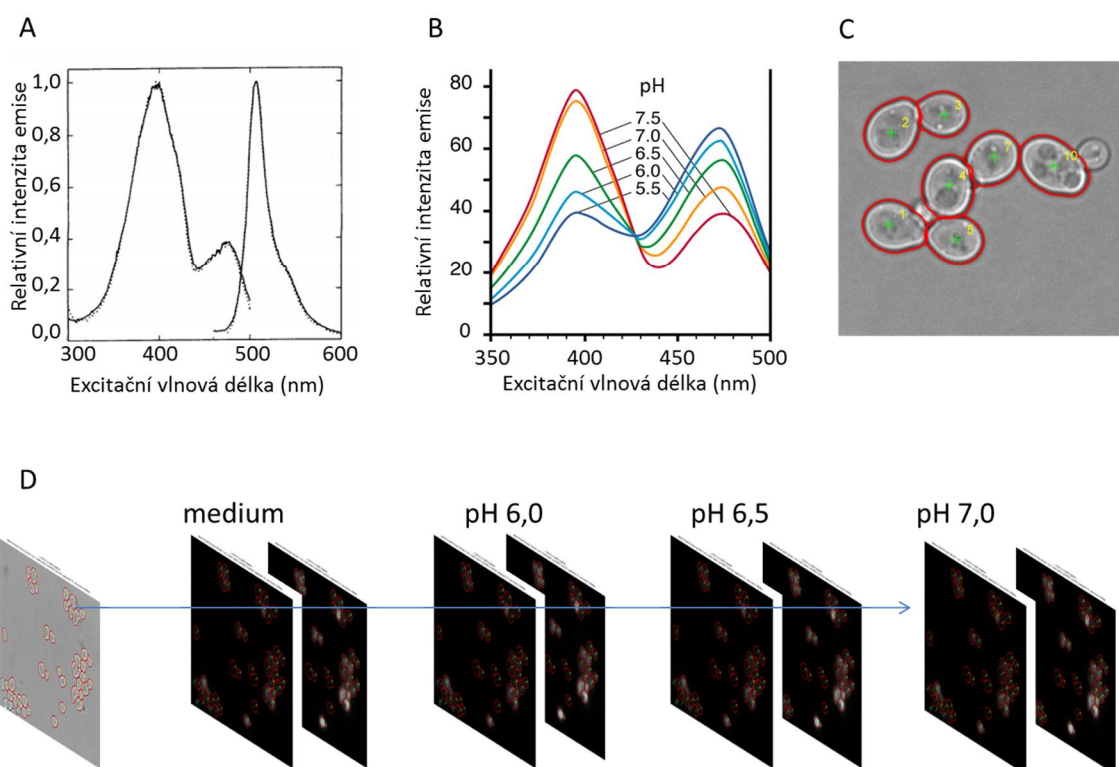 A
Relativní intenzita emise
1,0
0,8
0,6
0,4
0,2
0,0
300 400 500 600
Excitační vlnová délka (nm)
B
Relativní intenzita emise
80
60
40
20
0
pH
7.5
7.0
6.5
6.0
5.5
350 400 450 500
Excitační vlnová délka (nm)
C
2
3
7
10
4
1
5
D
medium pH 6,0 pH 6,5 pH 7,0